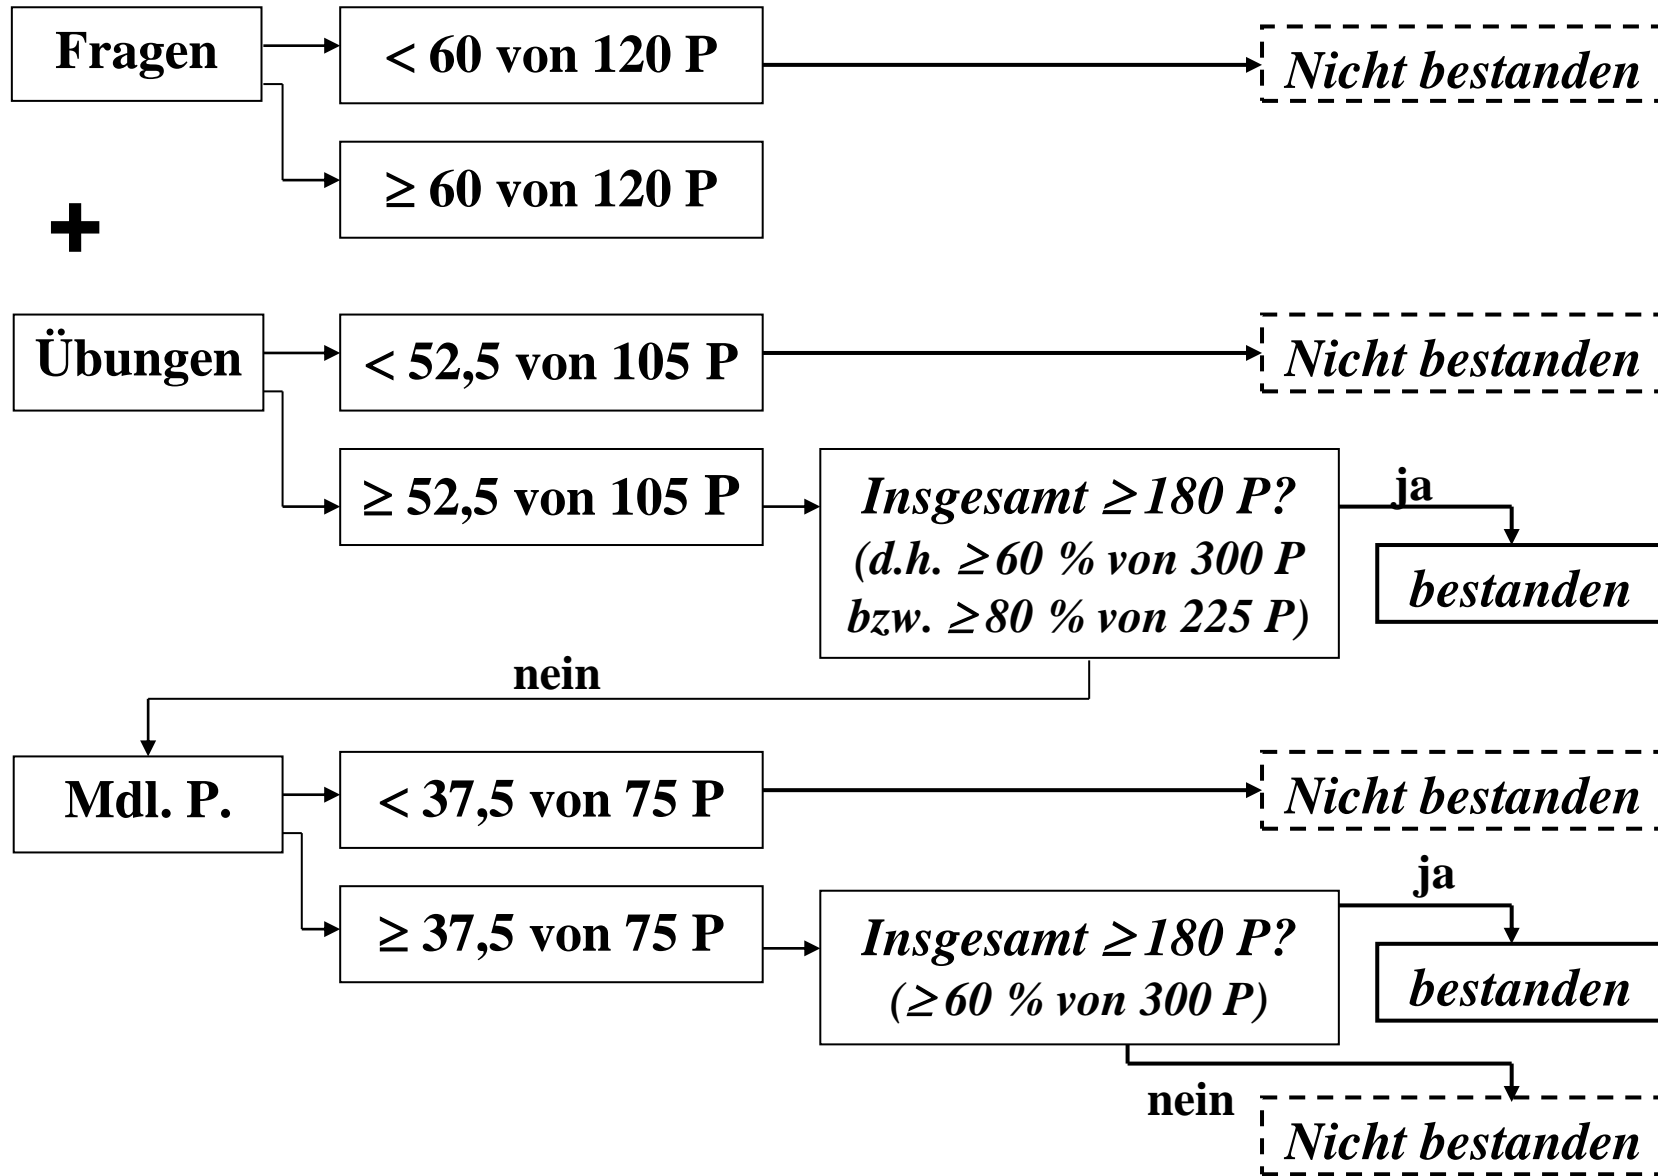 Fragen
< 60 von 120 P
Nicht bestanden
≥ 60 von 120 P
+
Übungen
< 52,5 von 105 P
Nicht bestanden
≥ 52,5 von 105 P
Insgesamt ≥ 180 P?
(d.h. ≥ 60 % von 300 P
bzw. ≥ 80 % von 225 P)
ja
bestanden
nein
Mdl. P.
< 37,5 von 75 P
Nicht bestanden
≥ 37,5 von 75 P
Insgesamt ≥ 180 P?
(≥ 60 % von 300 P)
ja
bestanden
nein
Nicht bestanden